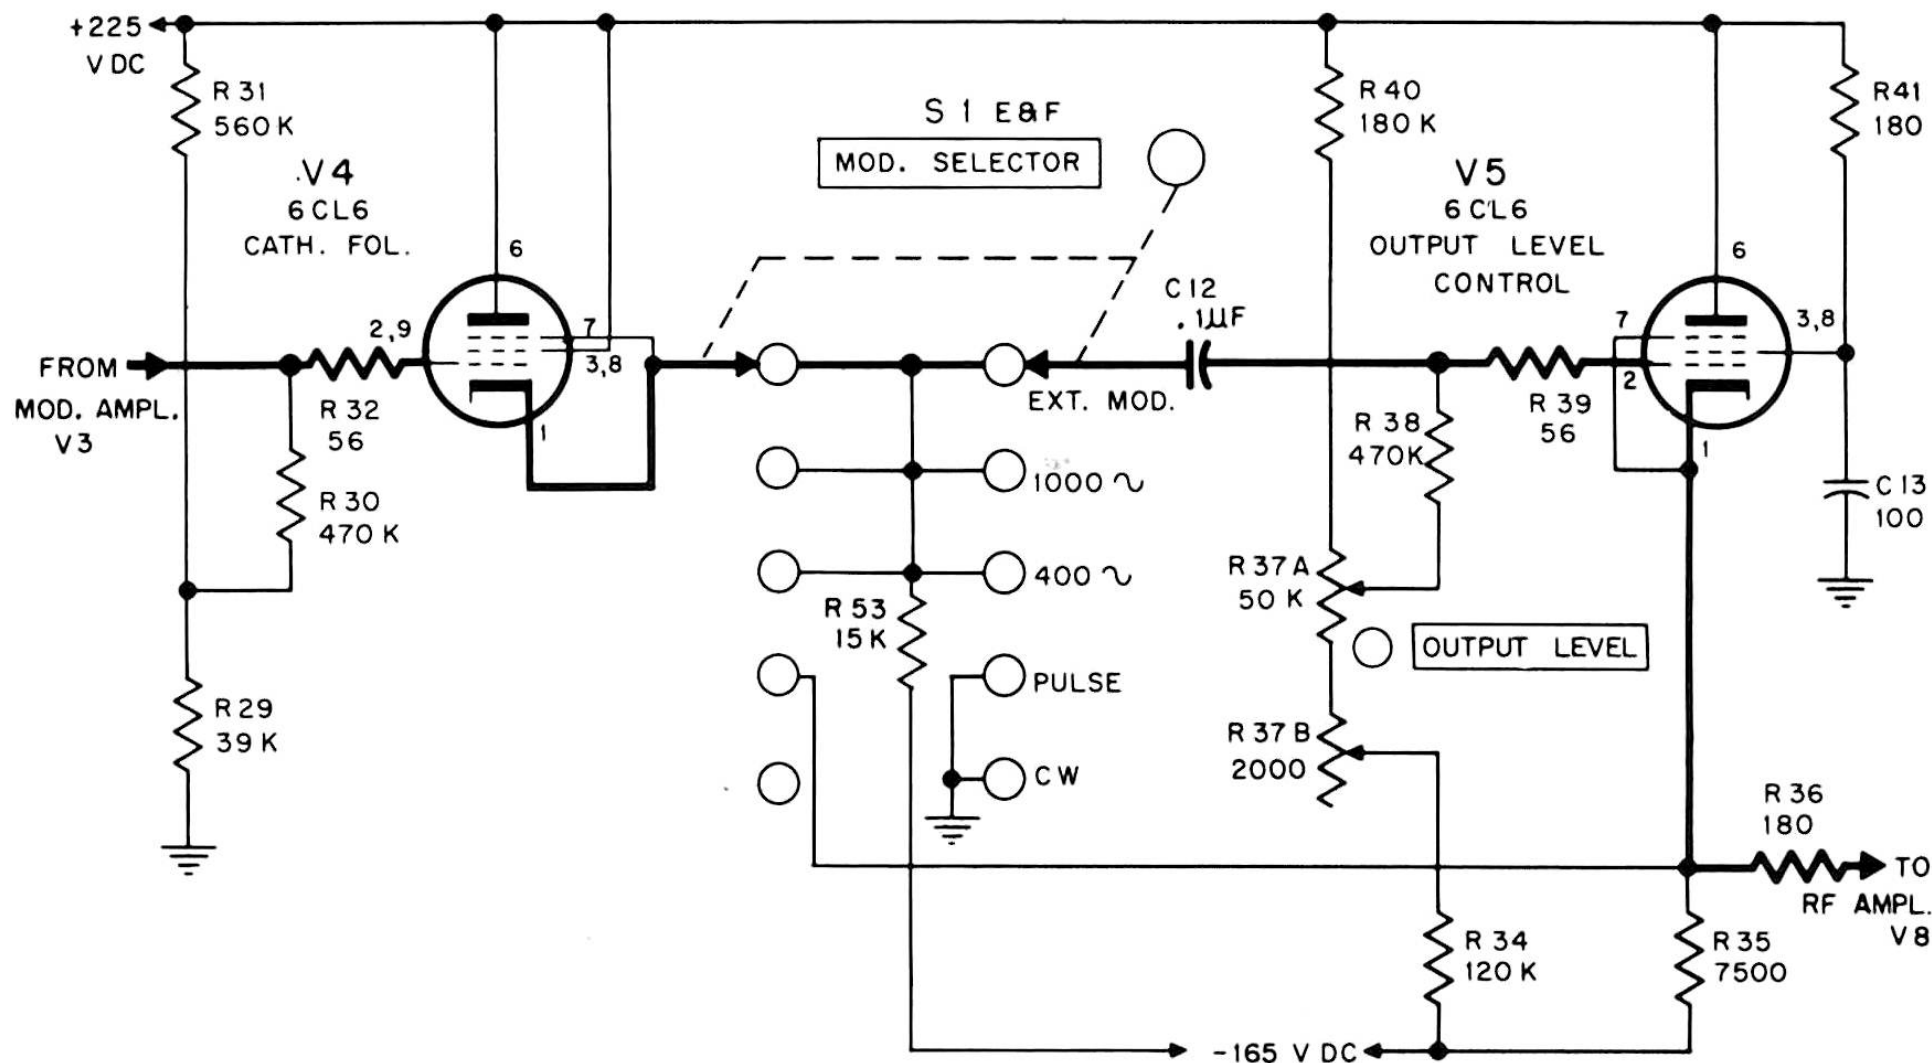 +225
V DC
R 31
560 K
V4
6 CL6
CATH. FOL.
6
2,9
7
3,8
1
FROM
MOD. AMPL.
V3
R 32
56
R 30
470 K
R 29
39 K
S 1 E&F
MOD. SELECTOR
EXT. MOD.
1000 ~
400 ~
PULSE
CW
R 53
15 K
C 12
.1µF
R 40
180 K
V5
6 CL6
OUTPUT LEVEL
CONTROL
6
7
3,8
2
1
R 41
180
R 38
470K
R 39
56
C 13
100
R 37 A
50 K
OUTPUT LEVEL
R 37 B
2000
R 36
180
TO
RF AMPL.
V 8
R 34
120 K
R 35
7500
-165 V DC